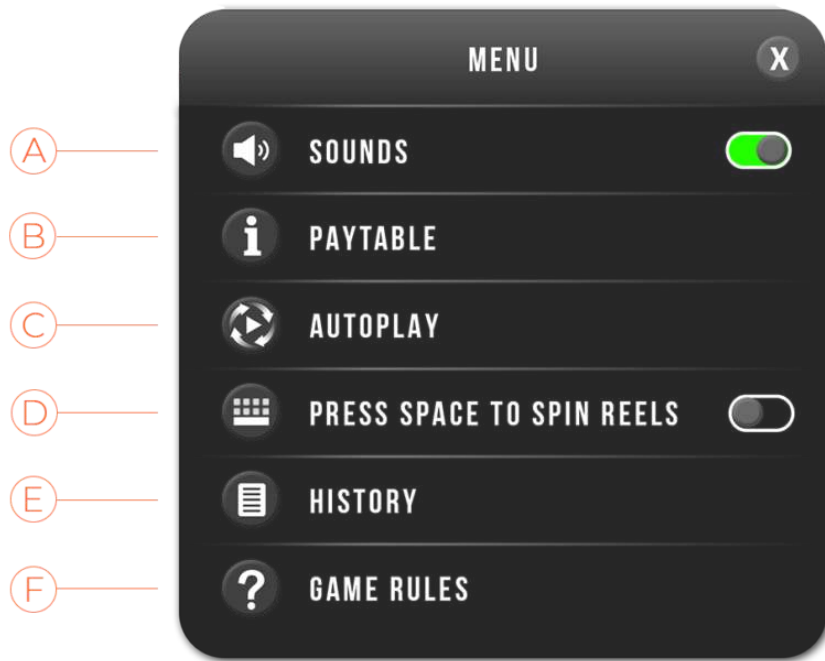 MENU
X
A
SOUNDS
B
PAYTABLE
C
AUTOPLAY
D
PRESS SPACE TO SPIN REELS
E
HISTORY
F
GAME RULES